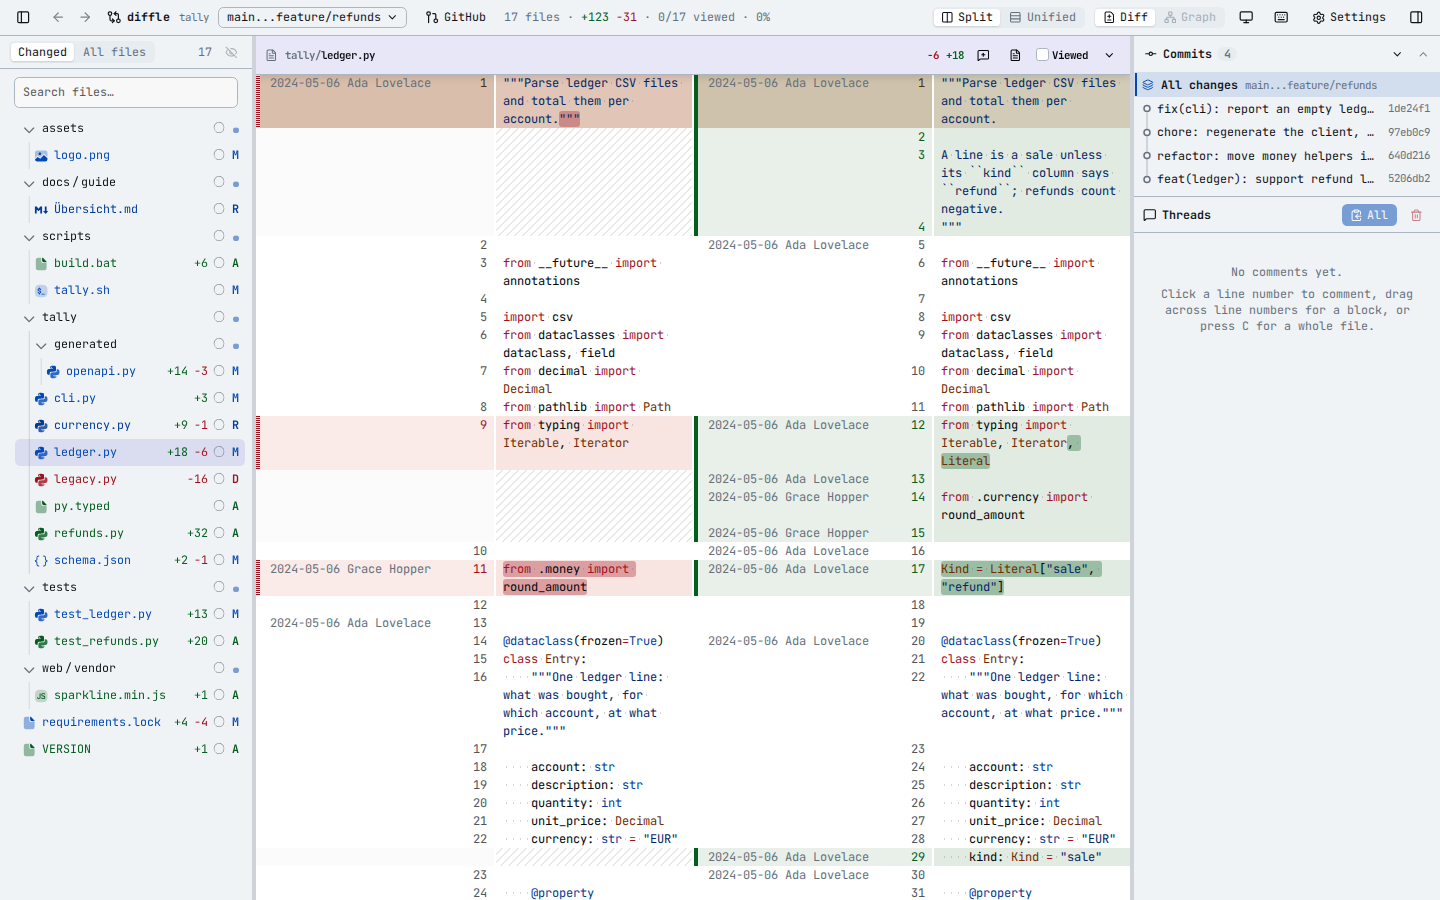 diffle tally main...feature/refunds GitHub 17 files · +123 -31 · 0/17 viewed · 0% Split Unified Diff Graph Settings
Changed All files 17
Search files…
assets
logo.png M
docs/guide
Übersicht.md R
scripts
build.bat +6 A
tally.sh M
tally
generated
openapi.py +14 -3 M
cli.py +3 M
currency.py +9 -1 R
ledger.py +18 -6 M
legacy.py -16 D
py.typed A
refunds.py +32 A
schema.json +2 -1 M
tests
test_ledger.py +13 M
test_refunds.py +20 A
web/vendor
sparkline.min.js +1 A
requirements.lock +4 -4 M
VERSION +1 A
tally/ledger.py -6 +18 Viewed
2024-05-06 Ada Lovelace 1 """Parse ledger CSV files
and total them per
account."""
2
3 from __future__ import
annotations
4
5 import csv
6 from dataclasses import
dataclass, field
7 from decimal import
Decimal
8 from pathlib import Path
9 from typing import
Iterable, Iterator
10
2024-05-06 Grace Hopper 11 from .money import
round_amount
12
2024-05-06 Ada Lovelace 13
14 @dataclass(frozen=True)
15 class Entry:
16 """One ledger line:
what was bought, for
which account, at what
price."""
17
18 account: str
19 description: str
20 quantity: int
21 unit_price: Decimal
22 currency: str = "EUR"
23
24 @property
2024-05-06 Ada Lovelace 1 """Parse ledger CSV files
and total them per
account.
2
3 A line is a sale unless
its ``kind`` column says
``refund``; refunds count
negative.
4 """
2024-05-06 Ada Lovelace 5
6 from __future__ import
annotations
7
8 import csv
9 from dataclasses import
dataclass, field
10 from decimal import
Decimal
11 from pathlib import Path
2024-05-06 Ada Lovelace 12 from typing import
Iterable, Iterator,
Literal
2024-05-06 Ada Lovelace 13
2024-05-06 Grace Hopper 14 from .currency import
round_amount
2024-05-06 Grace Hopper 15
2024-05-06 Ada Lovelace 16
2024-05-06 Ada Lovelace 17 Kind = Literal["sale",
"refund"]
18
19
2024-05-06 Ada Lovelace 20 @dataclass(frozen=True)
21 class Entry:
22 """One ledger line:
what was bought, for which
account, at what price."""
23
24 account: str
25 description: str
26 quantity: int
27 unit_price: Decimal
28 currency: str = "EUR"
2024-05-06 Ada Lovelace 29 kind: Kind = "sale"
2024-05-06 Ada Lovelace 30
31 @property
Commits 4
All changes main...feature/refunds
fix(cli): report an empty ledg… 1de24f1
chore: regenerate the client, … 97eb0c9
refactor: move money helpers i… 640d216
feat(ledger): support refund l… 5206db2
Threads All
No comments yet.
Click a line number to comment, drag
across line numbers for a block, or
press C for a whole file.